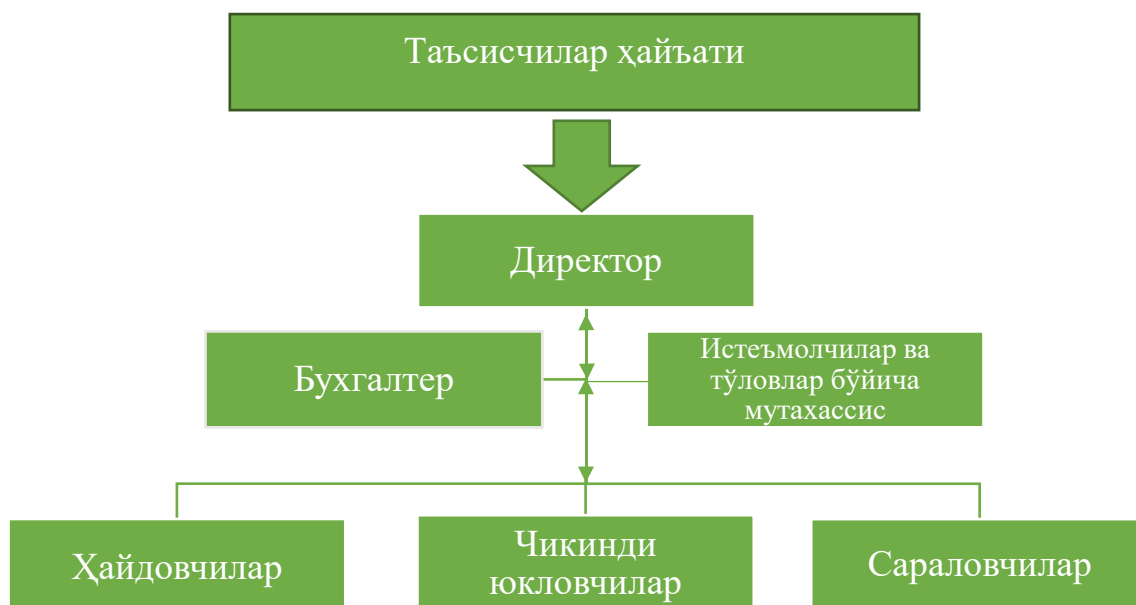 Таъсисчилар ҳайъати
Директор
Бухгалтер
Истеъмолчилар ва
тўловлар бўйича
мутахассис
Ҳайдовчилар
Чикинди
юкловчилар
Сараловчилар